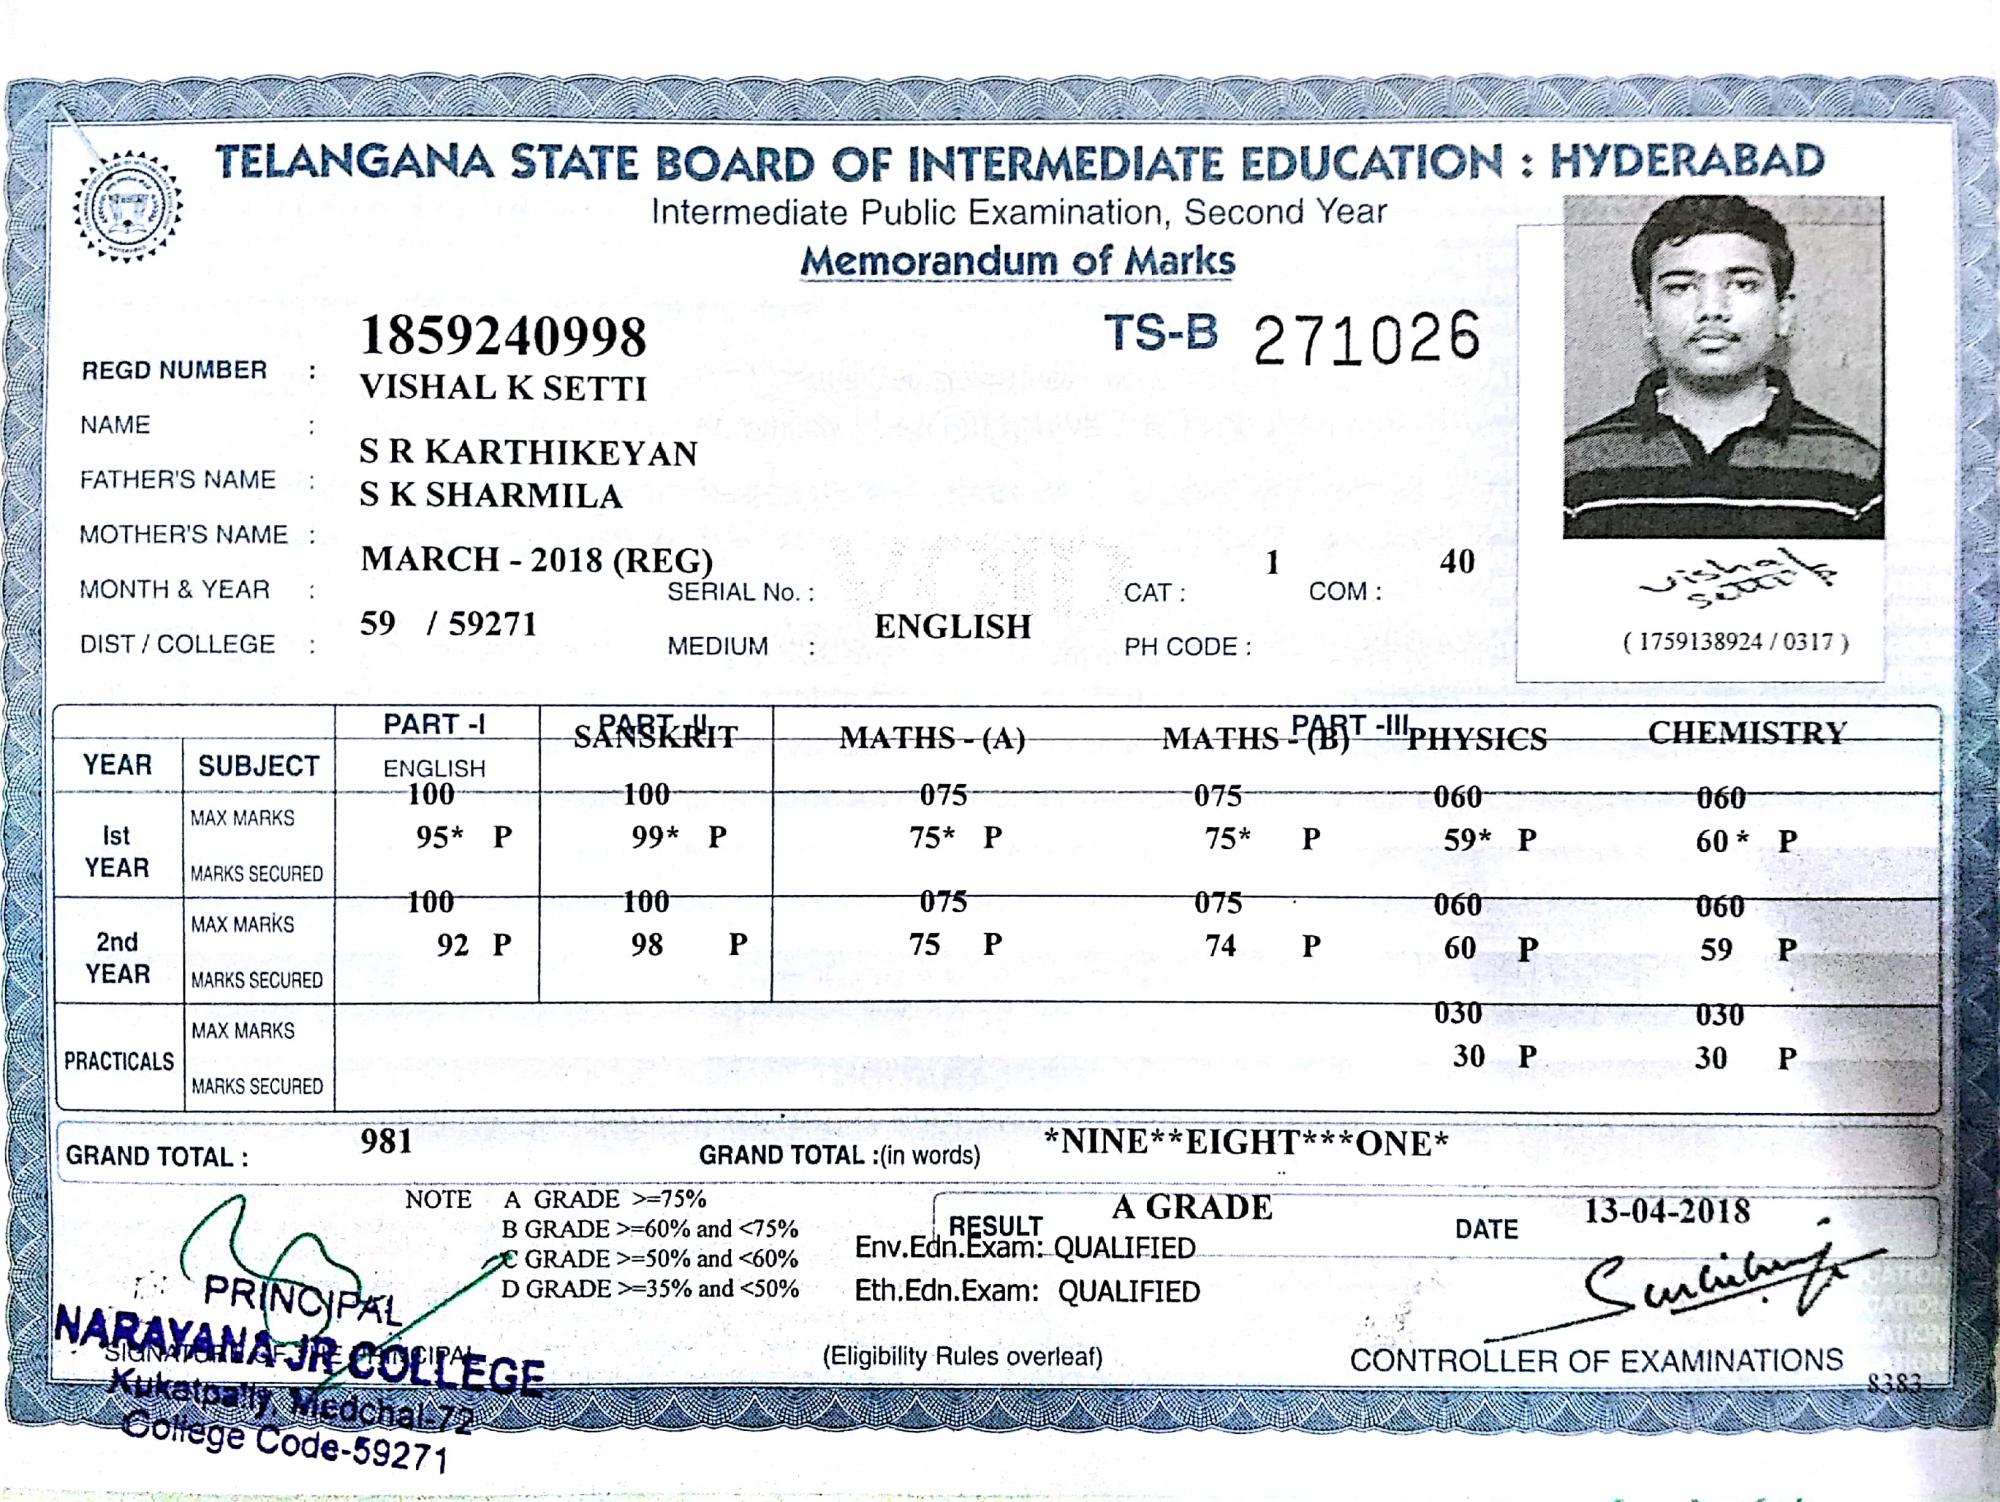 TELANGANA STATE BOARD OF INTERMEDIATE EDUCATION : HYDERABAD
Intermediate Public Examination, Second Year
Memorandum of Marks
TS-B 271026
REGD NUMBER : 1859240998
NAME : VISHAL K SETTI
FATHER'S NAME : S R KARTHIKEYAN
MOTHER'S NAME : S K SHARMILA
MONTH & YEAR : MARCH - 2018 (REG) SERIAL No. : CAT : 1 COM : 40
DIST / COLLEGE : 59 / 59271 MEDIUM : ENGLISH PH CODE :
Vishal
Setti K
( 1759138924 / 0317 )
PART -I PART -II PART -III
YEAR SUBJECT ENGLISH SANSKRIT MATHS - (A) MATHS - (B) PHYSICS CHEMISTRY
Ist YEAR MAX MARKS 100 100 075 075 060 060
MARKS SECURED 95* P 99* P 75* P 75* P 59* P 60 * P
2nd YEAR MAX MARKS 100 100 075 075 060 060
MARKS SECURED 92 P 98 P 75 P 74 P 60 P 59 P
PRACTICALS MAX MARKS 030 030
MARKS SECURED 30 P 30 P
GRAND TOTAL : 981 GRAND TOTAL :(in words) *NINE**EIGHT***ONE*
NOTE A GRADE >=75%
B GRADE >=60% and <75%
C GRADE >=50% and <60%
D GRADE >=35% and <50%
RESULT A GRADE DATE 13-04-2018
Env.Edn.Exam: QUALIFIED
Eth.Edn.Exam: QUALIFIED
PRINCIPAL
NARAYANA JR COLLEGE
SIGNATURE OF THE PRINCIPAL
Kukatpally, Medchal-72
College Code-59271
(Eligibility Rules overleaf)
CONTROLLER OF EXAMINATIONS
8383